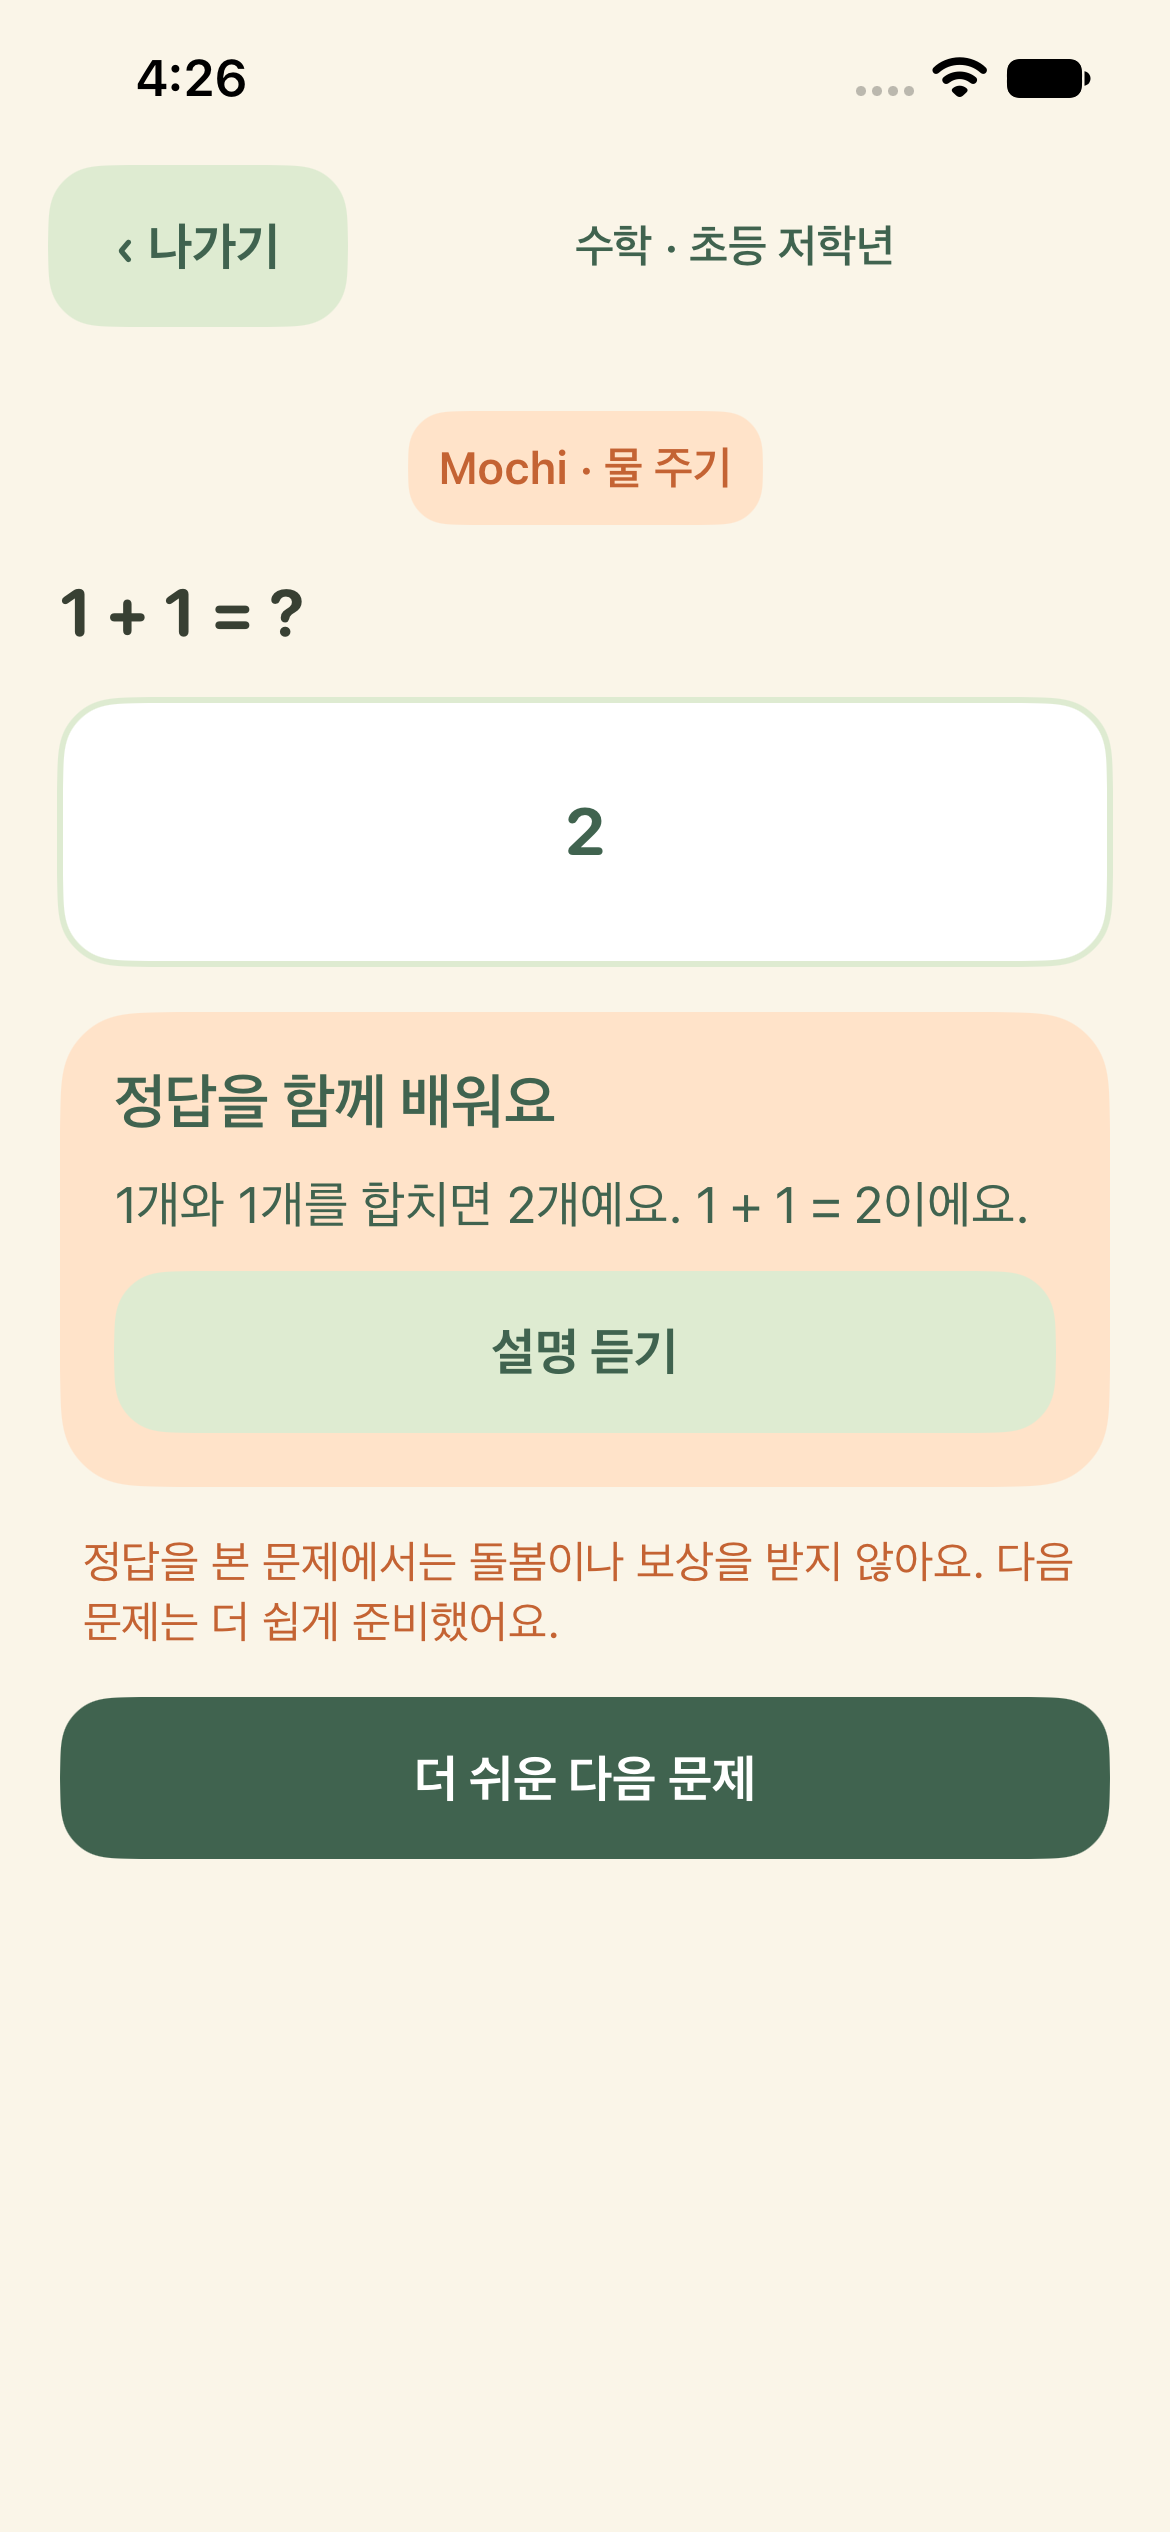 4:26
‹ 나가기
수학 · 초등 저학년
Mochi · 물 주기
1 + 1 = ?
2
정답을 함께 배워요
1개와 1개를 합치면 2개예요. 1 + 1 = 2이에요.
설명 듣기
정답을 본 문제에서는 돌봄이나 보상을 받지 않아요. 다음
문제는 더 쉽게 준비했어요.
더 쉬운 다음 문제